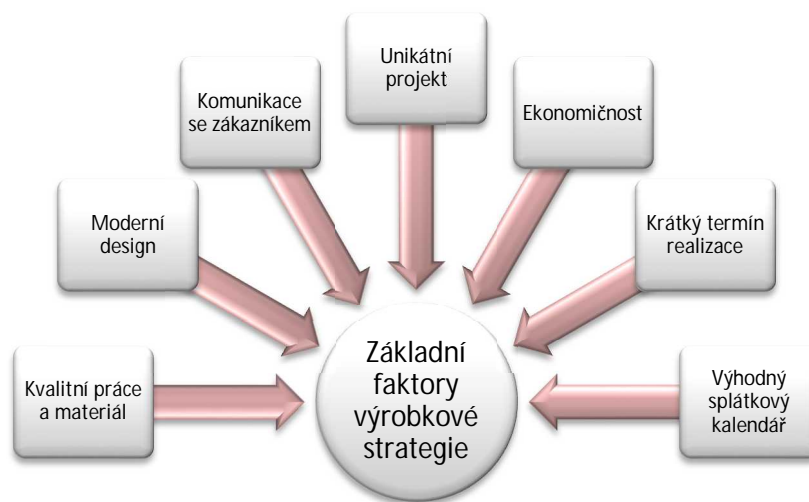 Unikátní
projekt
Komunikace
se zákazníkem
Ekonomičnost
Moderní
design
Krátký termín
realizace
Kvalitní práce
a materiál
Základní
faktory
výrobkové
strategie
Výhodný
splátkový
kalendář